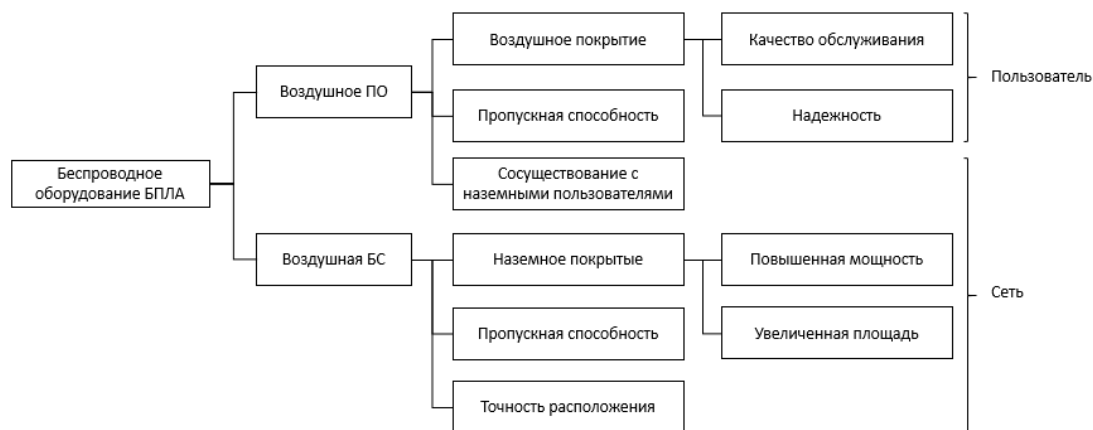 Воздушное покрытие
Качество обслуживания
Пользователь
Воздушное ПО
Пропускная способность
Надежность
Беспроводное
оборудование БПЛА
Сосуществование с
наземными пользователями
Воздушная БС
Наземное покрытые
Повышенная мощность
Сеть
Пропускная способность
Увеличенная площадь
Точность расположения